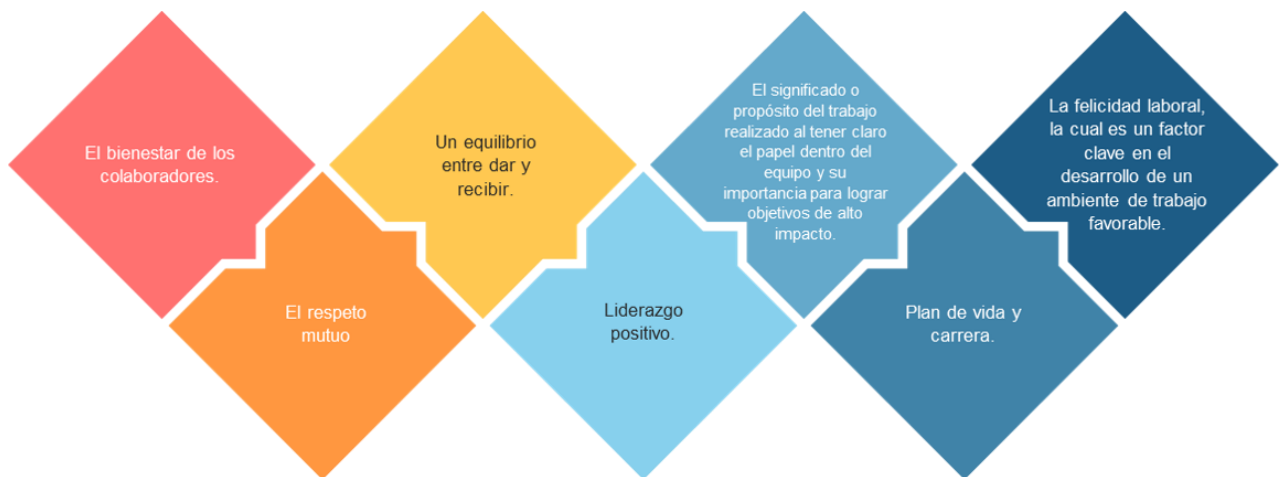 El bienestar de los
colaboradores.
El respeto
mutuo
Un equilibrio
entre dar y
recibir.
Liderazgo
positivo.
El significado o
propósito del trabajo
realizado al tener claro
el papel dentro del
equipo y su
importancia para lograr
objetivos de alto
impacto.
Plan de vida y
carrera.
La felicidad laboral,
la cual es un factor
clave en el
desarrollo de un
ambiente de trabajo
favorable.